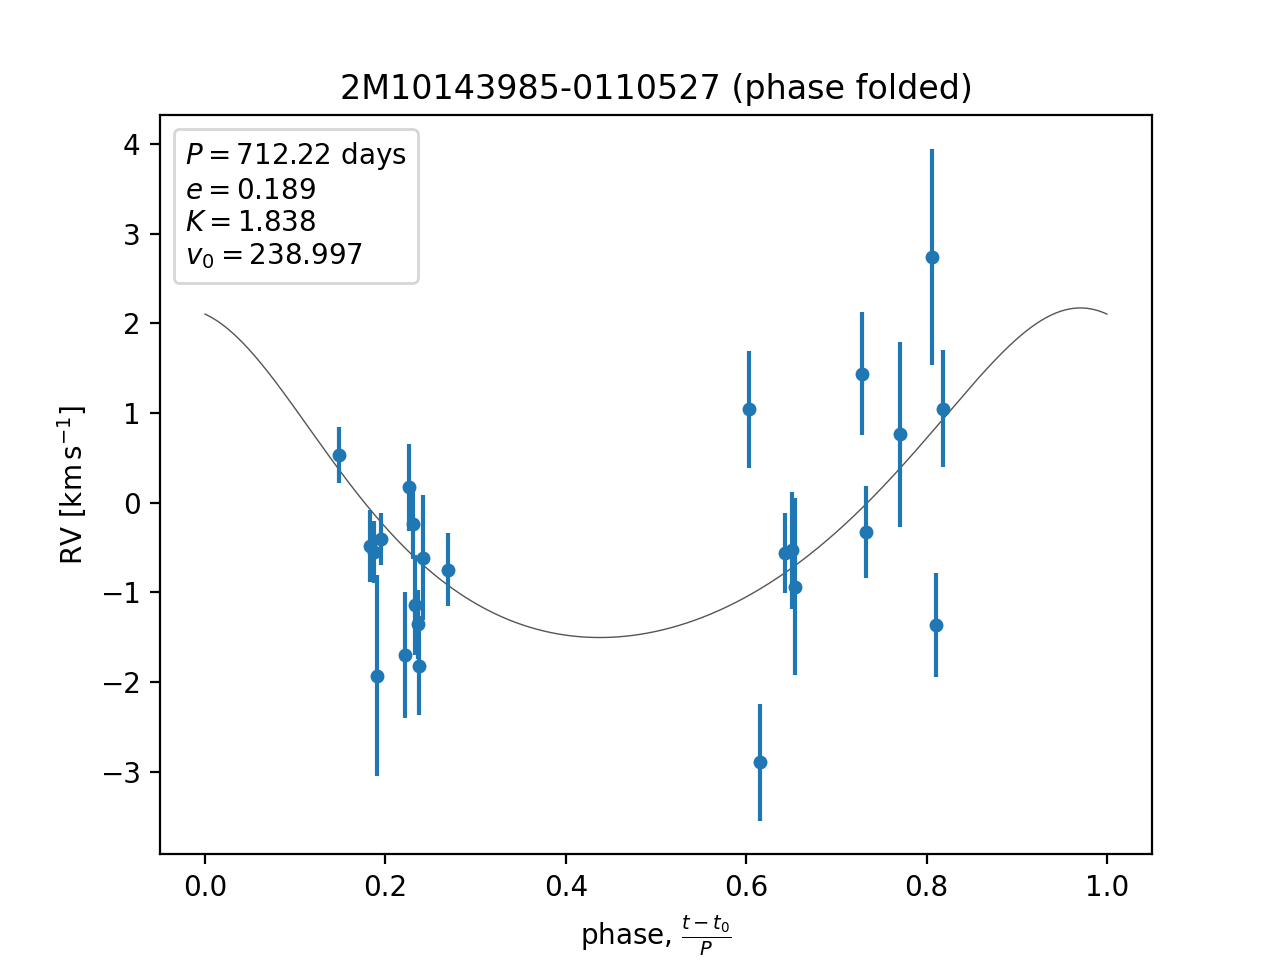 2M10143985-0110527 (phase folded)
P = 712.22 days
e = 0.189
K = 1.838
v₀ = 238.997
4
3
2
1
0
−1
−2
−3
RV [km s⁻¹]
0.0 0.2 0.4 0.6 0.8 1.0
phase, (t − t₀)/P